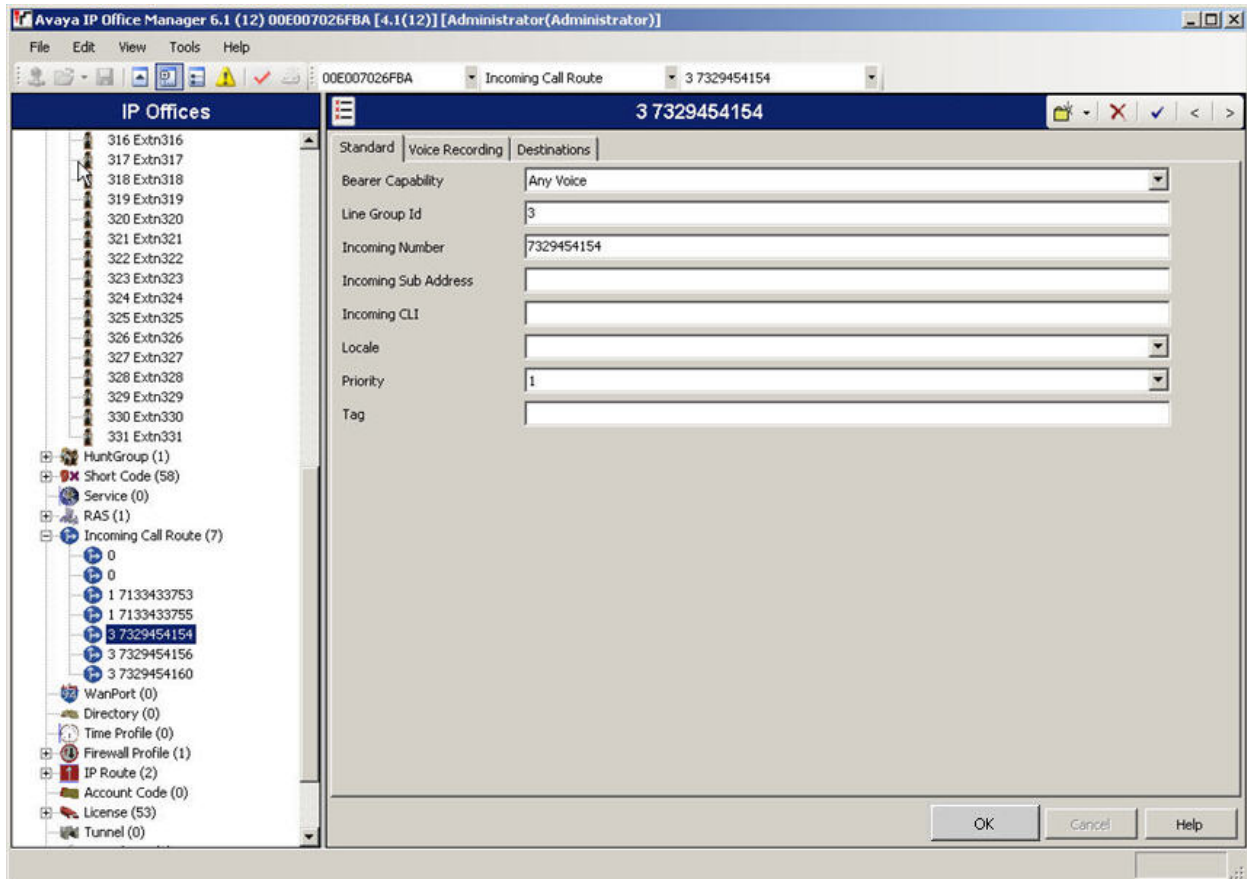 Avaya IP Office Manager 6.1 (12) 00E007026FBA [4.1(12)] [Administrator(Administrator)]
File Edit View Tools Help
00E007026FBA Incoming Call Route 3 7329454154
IP Offices
316 Extn316
317 Extn317
318 Extn318
319 Extn319
320 Extn320
321 Extn321
322 Extn322
323 Extn323
324 Extn324
325 Extn325
326 Extn326
327 Extn327
328 Extn328
329 Extn329
330 Extn330
331 Extn331
HuntGroup (1)
Short Code (58)
Service (0)
RAS (1)
Incoming Call Route (7)
0
0
1 7133433753
1 7133433755
3 7329454154
3 7329454156
3 7329454160
WanPort (0)
Directory (0)
Time Profile (0)
Firewall Profile (1)
IP Route (2)
Account Code (0)
License (53)
Tunnel (0)
3 7329454154
Standard Voice Recording Destinations
Bearer Capability Any Voice
Line Group Id 3
Incoming Number 7329454154
Incoming Sub Address
Incoming CLI
Locale
Priority 1
Tag
OK Cancel Help